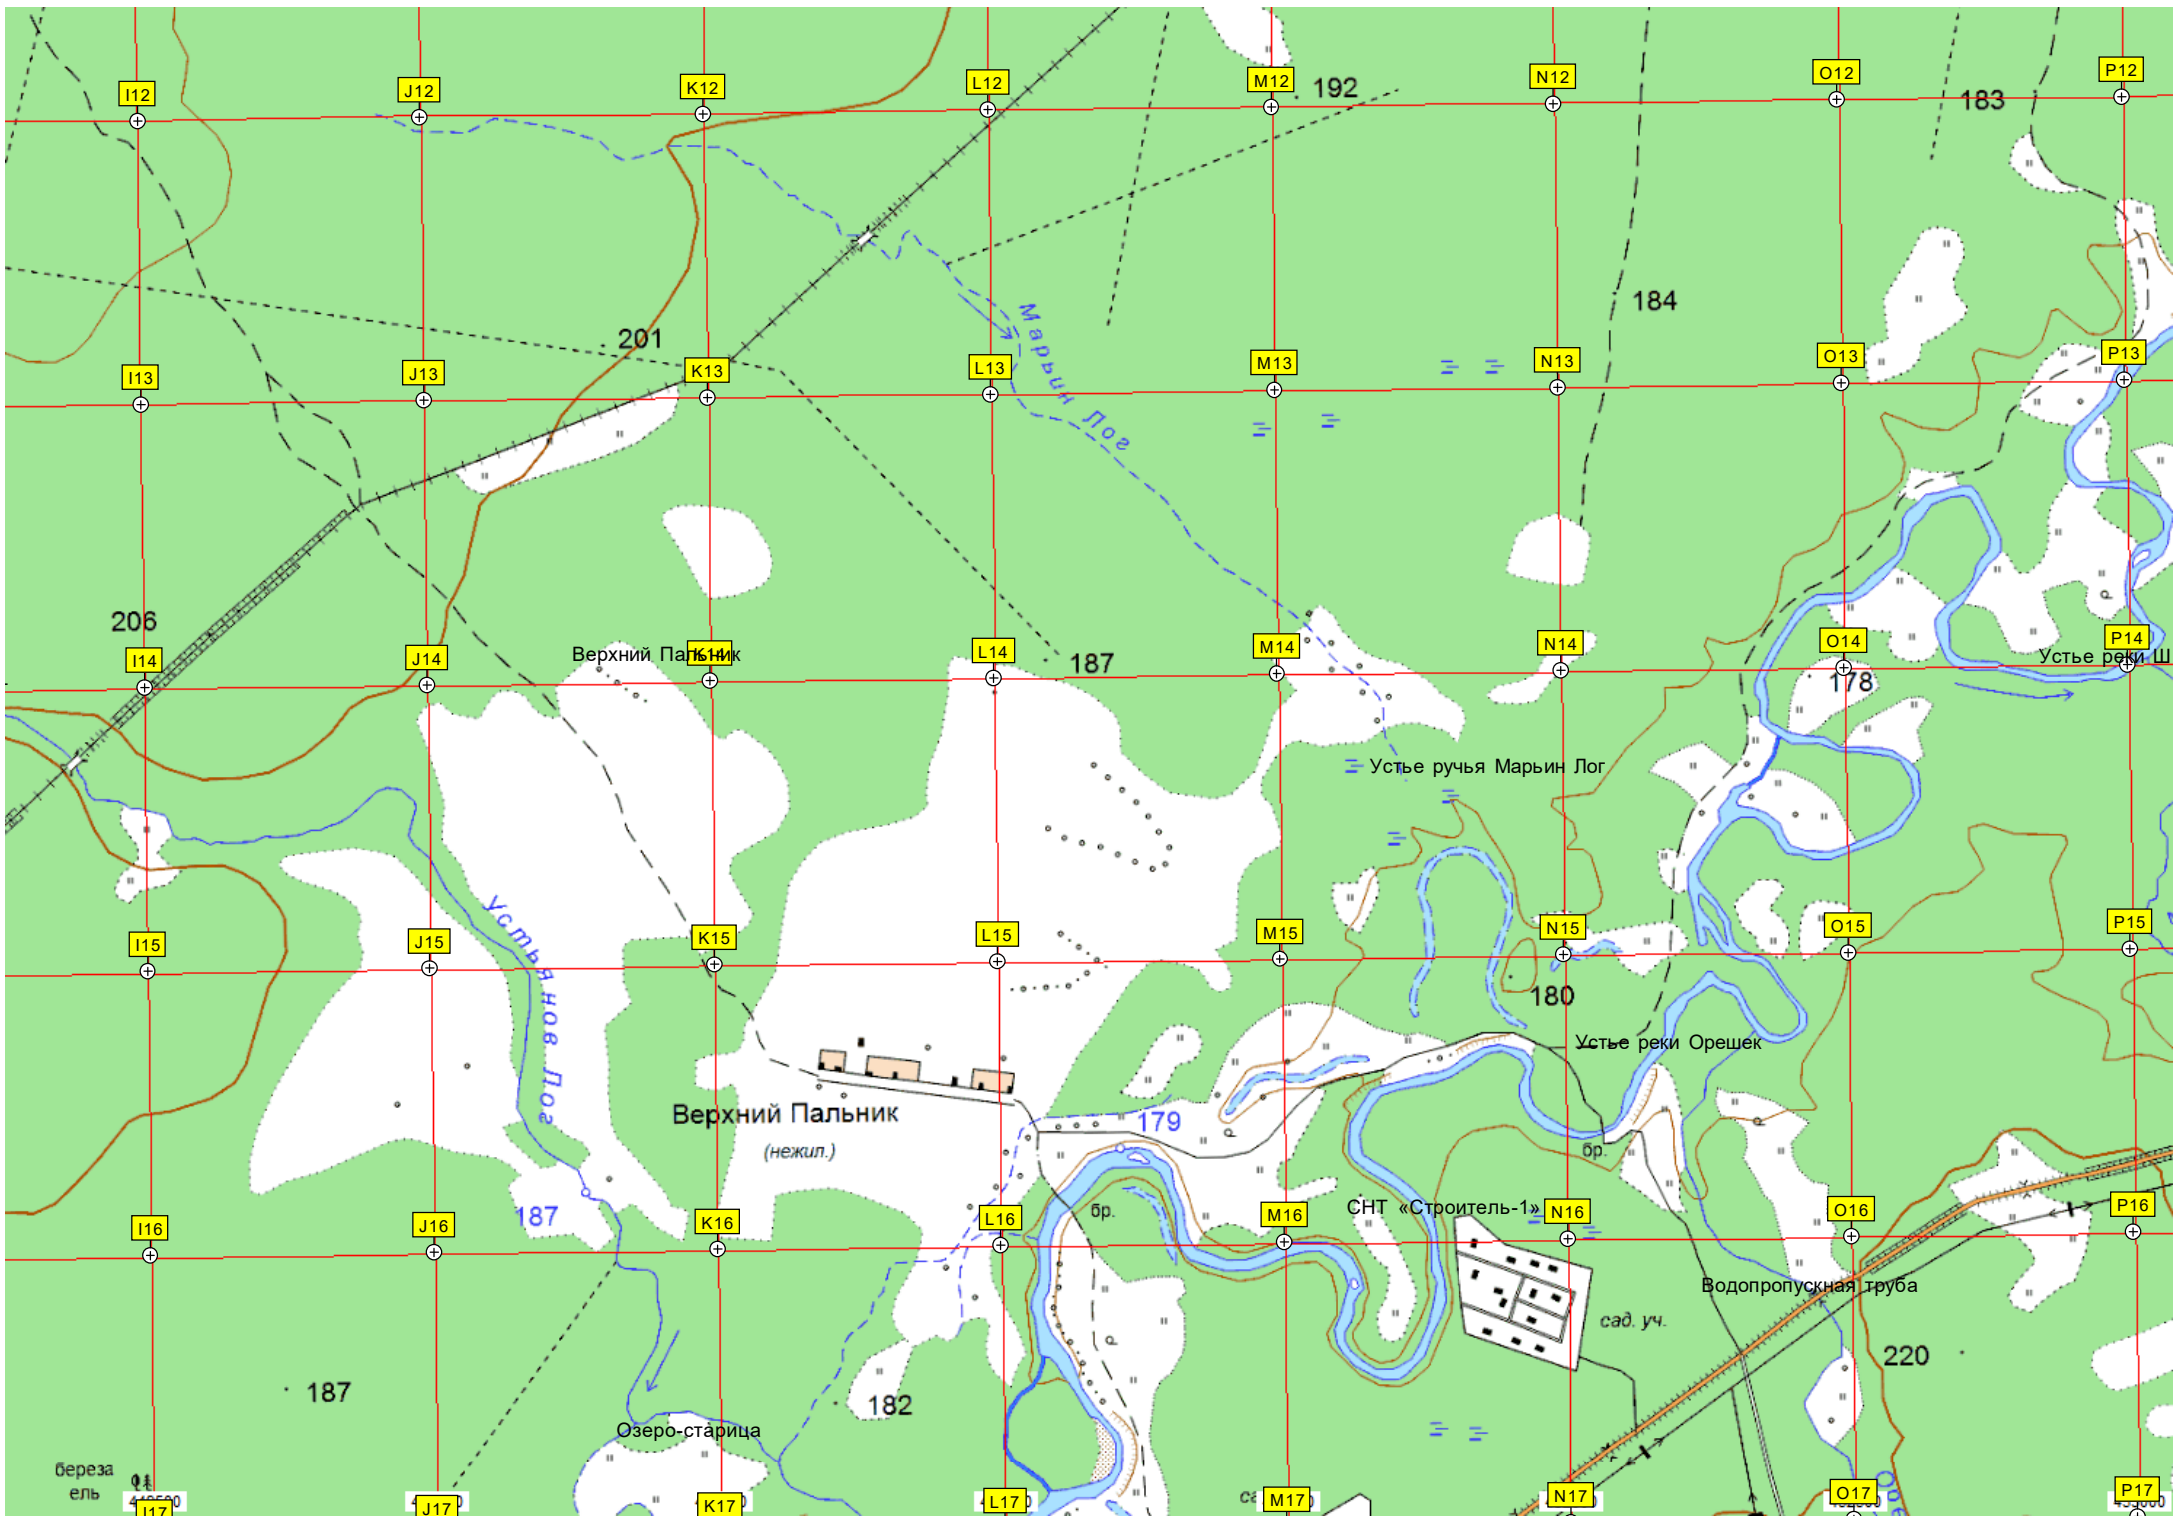 I12
J12
K12
L12
M12
192
N12
O12
183
P12
184
201
Марьин Лог
I13
J13
K13
L13
M13
N13
O13
P13
206
I14
J14
Верхний Пальник
K14
L14
187
M14
N14
O14
178
P14
Устье реки Ш
Устье ручья Марьин Лог
Устьянов Лог
I15
J15
K15
L15
M15
N15
O15
P15
180
Устье реки Орешек
Верхний Пальник
(нежил.)
179
бр.
187
бр.
СНТ «Строитель-1»
I16
J16
K16
L16
M16
N16
O16
P16
Водопропускная труба
сад. уч.
220
187
182
Озеро-старица
береза
ель
I17
J17
K17
L17
M17
N17
O17
P17